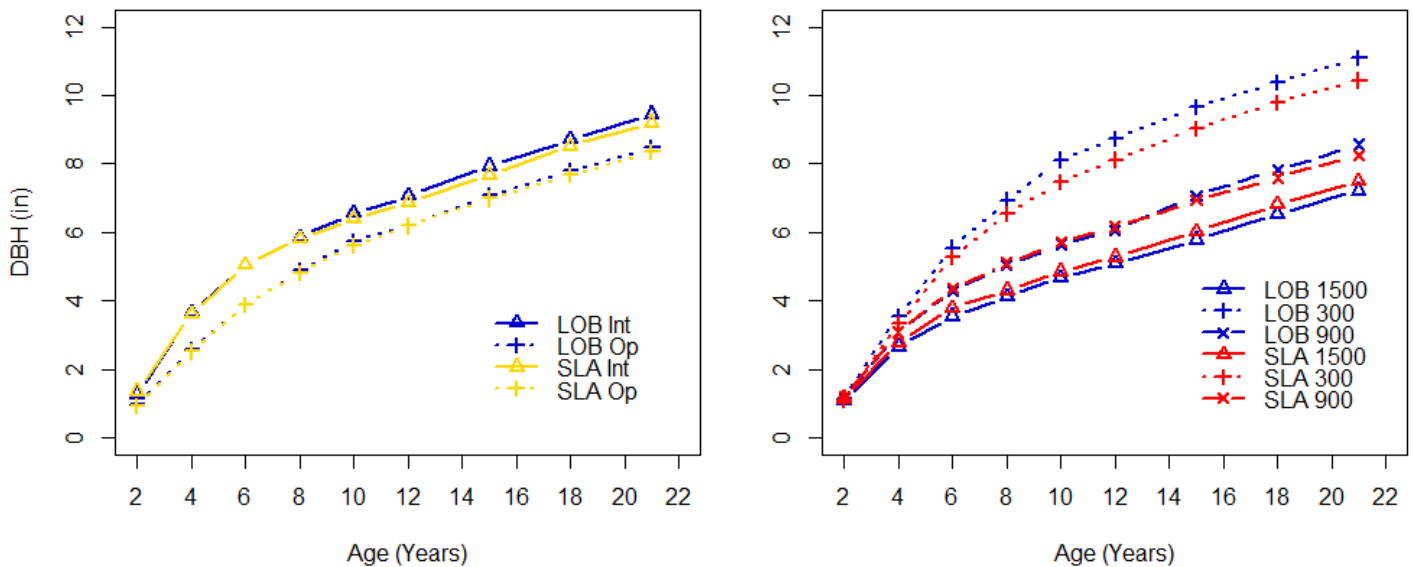 DBH (in)
12
10
8
6
4
2
0
LOB Int
LOB Op
SLA Int
SLA Op
2 4 6 8 10 12 14 16 18 20 22
Age (Years)
12
10
8
6
4
2
0
LOB 1500
LOB 300
LOB 900
SLA 1500
SLA 300
SLA 900
2 4 6 8 10 12 14 16 18 20 22
Age (Years)